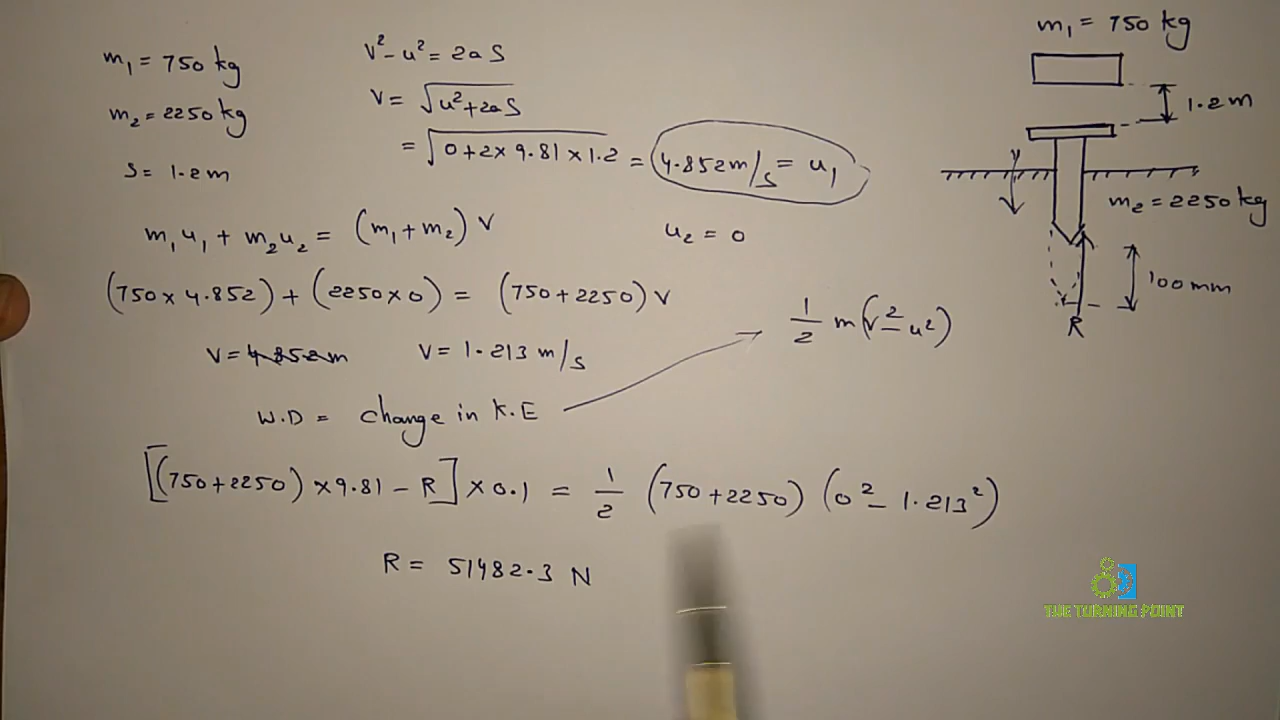 m₁ = 750 kg
m₂ = 2250 kg
S = 1.2 m
V² - u² = 2aS
V = √(u² + 2aS)
= √(0 + 2 × 9.81 × 1.2) = 4.852 m/s = u₁
m₁u₁ + m₂u₂ = (m₁ + m₂) V
u₂ = 0
(750 × 4.852) + (2250 × 0) = (750 + 2250) V
V = 4.852 m
V = 1.213 m/s
W.D = change in K.E
1/2 m(V² - u²)
[(750 + 2250) × 9.81 - R] × 0.1 = 1/2 (750 + 2250) (0² - 1.213²)
R = 51482.3 N
m₁ = 750 kg
1.2 m
V
m₂ = 2250 kg
100 mm
R
THE TURNING POINT